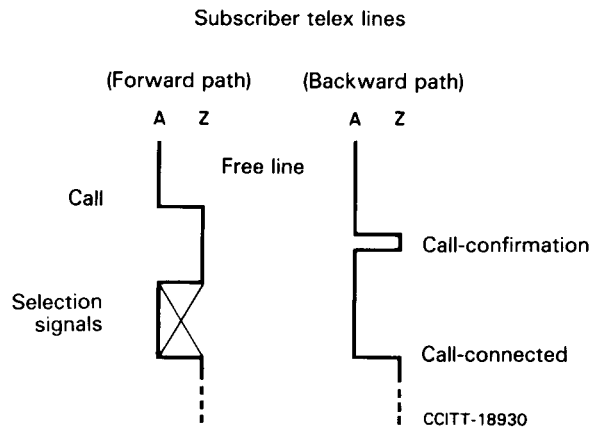 Subscriber telex lines
(Forward path) (Backward path)
A Z A Z
Free line
Call
Call-confirmation
Selection
signals
Call-connected
CCITT-18930